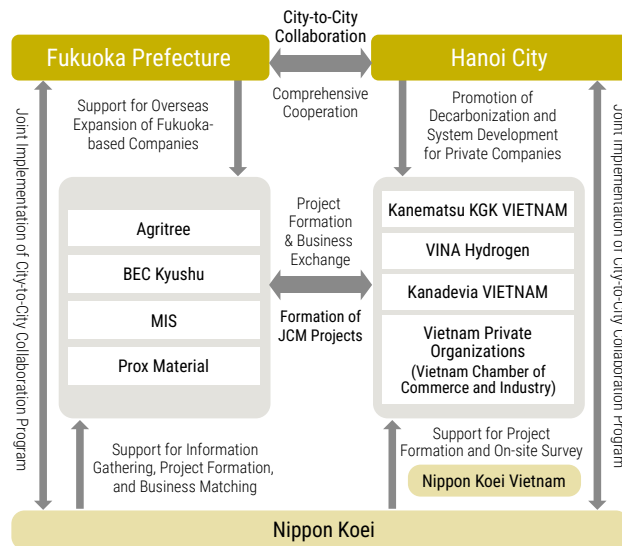 City-to-City
Collaboration
Fukuoka Prefecture
Hanoi City
Comprehensive
Cooperation
Support for Overseas
Expansion of Fukuoka-
based Companies
Promotion of
Decarbonization and
System Development
for Private Companies
Joint Implementation of City-to-City Collaboration Program
Agritree
BEC Kyushu
MIS
Prox Material
Project
Formation
& Business
Exchange
Formation of
JCM Projects
Kanematsu KGK VIETNAM
VINA Hydrogen
Kanadevia VIETNAM
Vietnam Private
Organizations
(Vietnam Chamber of
Commerce and Industry)
Joint Implementation of City-to-City Collaboration Program
Support for Information
Gathering, Project Formation,
and Business Matching
Support for Project
Formation and On-site Survey
Nippon Koei Vietnam
Nippon Koei